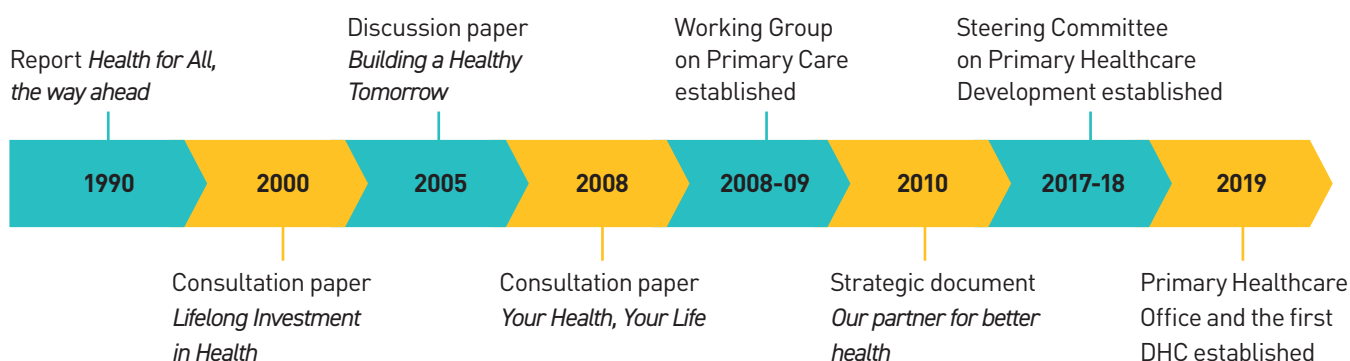 Report Health for All,
the way ahead
Discussion paper
Building a Healthy
Tomorrow
Working Group
on Primary Care
established
Steering Committee
on Primary Healthcare
Development established
1990
2000
2005
2008
2008-09
2010
2017-18
2019
Consultation paper
Lifelong Investment
in Health
Consultation paper
Your Health, Your Life
Strategic document
Our partner for better
health
Primary Healthcare
Office and the first
DHC established